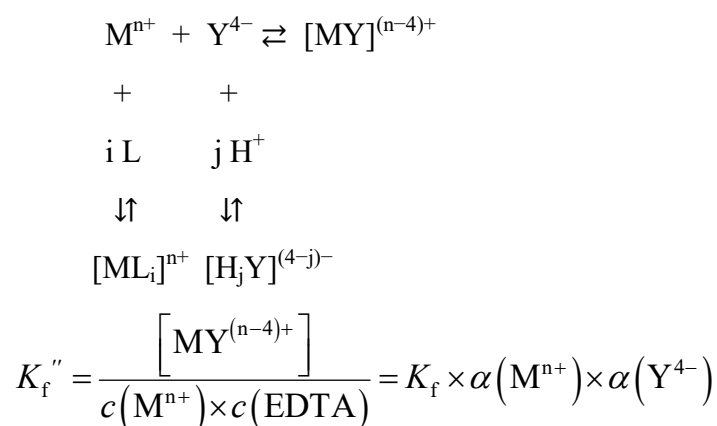 Mⁿ⁺ + Y⁴⁻ ⇄ [MY]⁽ⁿ⁻⁴⁾⁺
+ +
i L j H⁺
⇃↾ ⇃↾
[MLᵢ]ⁿ⁺ [HⱼY]⁽⁴⁻ʲ⁾⁻
K_f'' = [MY⁽ⁿ⁻⁴⁾⁺] / (c(Mⁿ⁺)×c(EDTA)) = K_f × α(Mⁿ⁺) × α(Y⁴⁻)